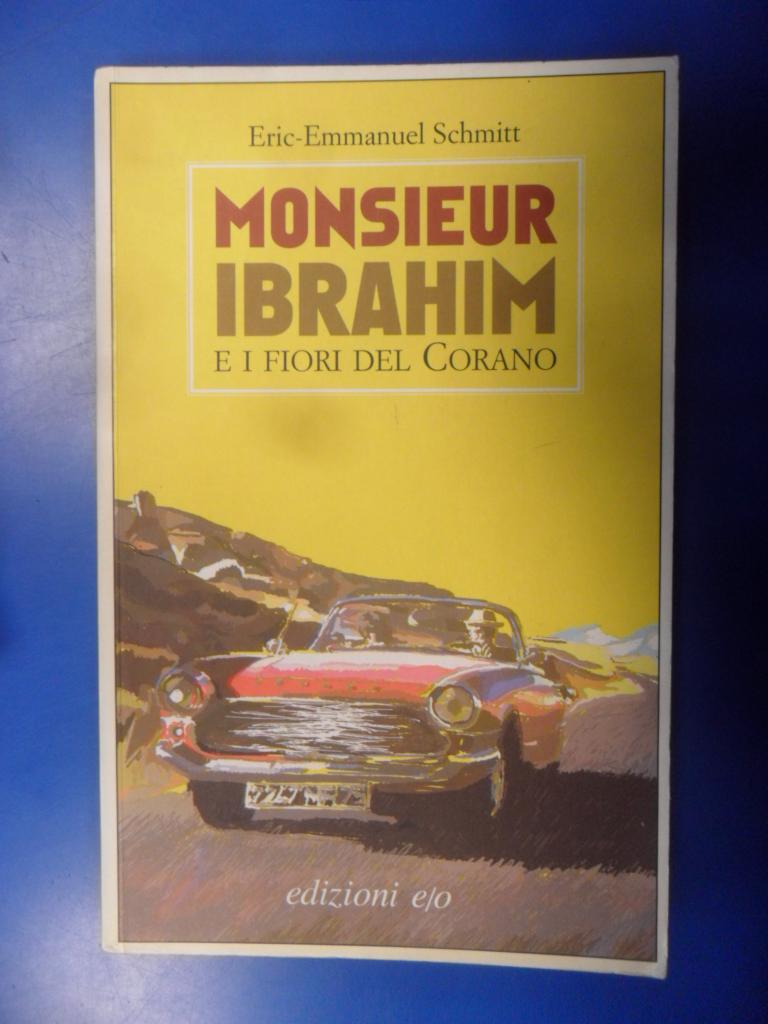 Eric-Emmanuel Schmitt
MONSIEUR
IBRAHIM
E I FIORI DEL CORANO
edizioni e/o